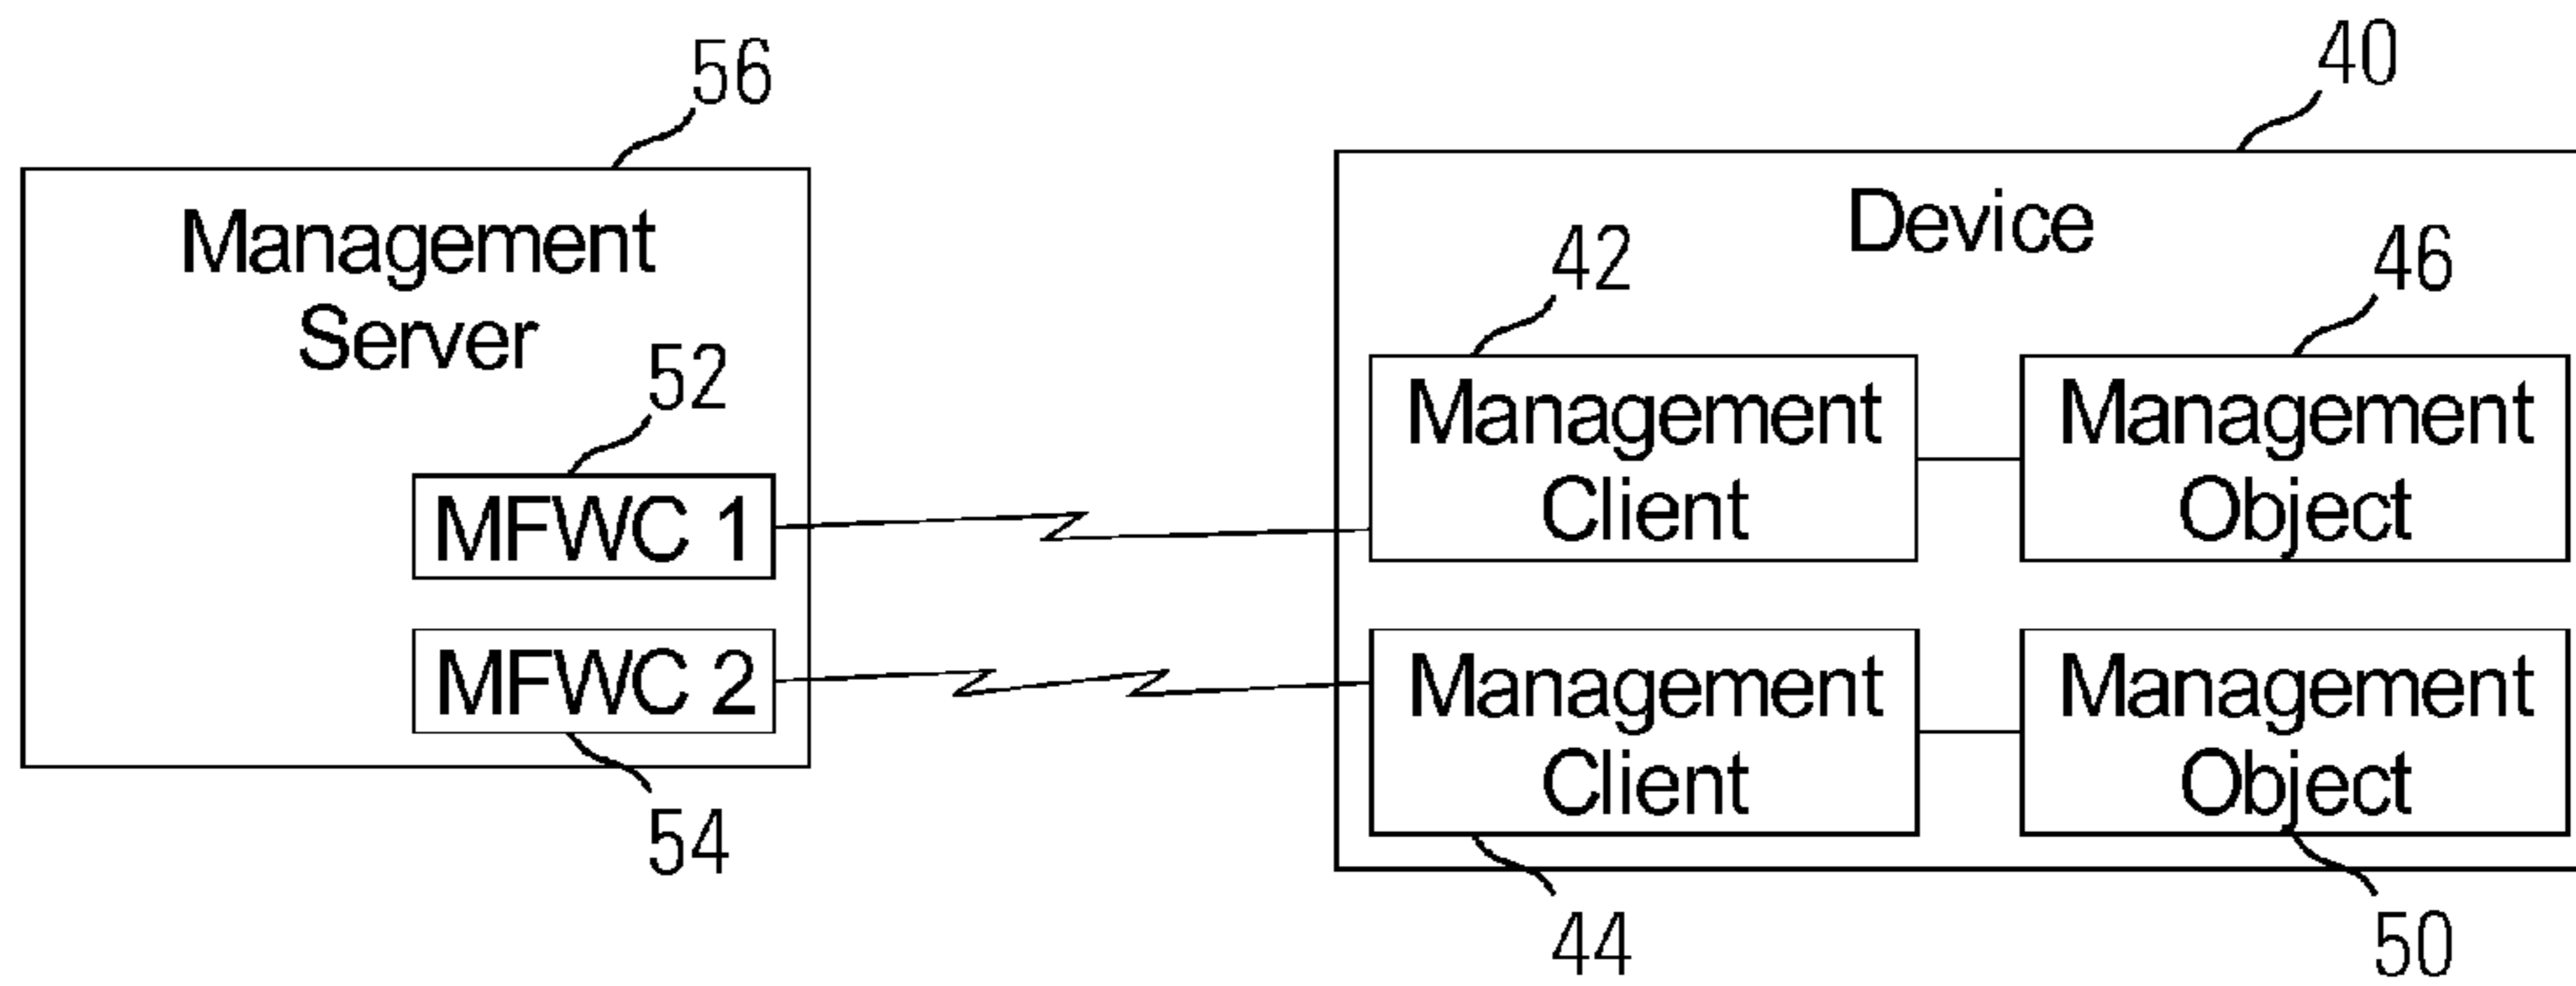 56
40
Management
Server
Device
42
46
52
Management
Client
Management
Object
MFWC 1
MFWC 2
Management
Client
Management
Object
54
44
50